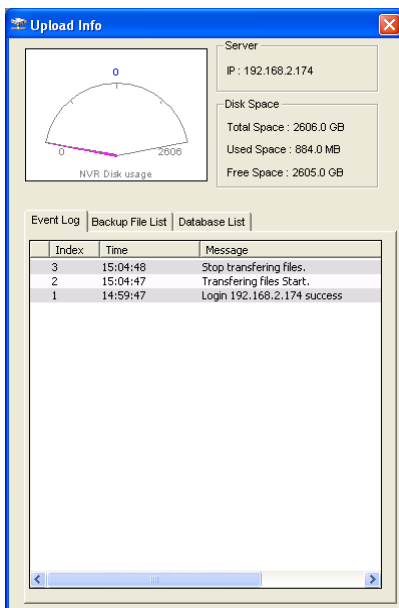 Upload Info
0
0
2606
NVR Disk usage
Server
IP : 192.168.2.174
Disk Space
Total Space : 2606.0 GB
Used Space : 884.0 MB
Free Space : 2605.0 GB
Event Log Backup File List Database List
Index Time Message
3 15:04:48 Stop transfering files.
2 15:04:47 Transfering files Start.
1 14:59:47 Login 192.168.2.174 success